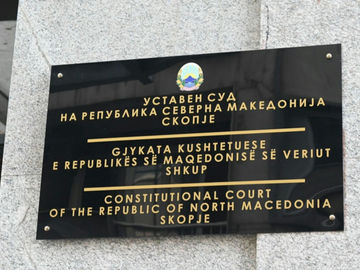 УСТАВЕН СУД
НА РЕПУБЛИКА СЕВЕРНА МАКЕДОНИЈА
СКОПЈЕ
GJYKATA KUSHTETUESE
E REPUBLIKËS SË MAQEDONISË SË VERIUT
SHKUP
CONSTITUTIONAL COURT
OF THE REPUBLIC OF NORTH MACEDONIA
SKOPJE